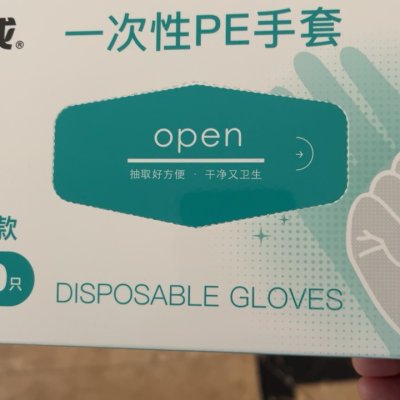 一次性PE手套
open
抽取好方便 · 干净又卫生
款
0只
DISPOSABLE GLOVES